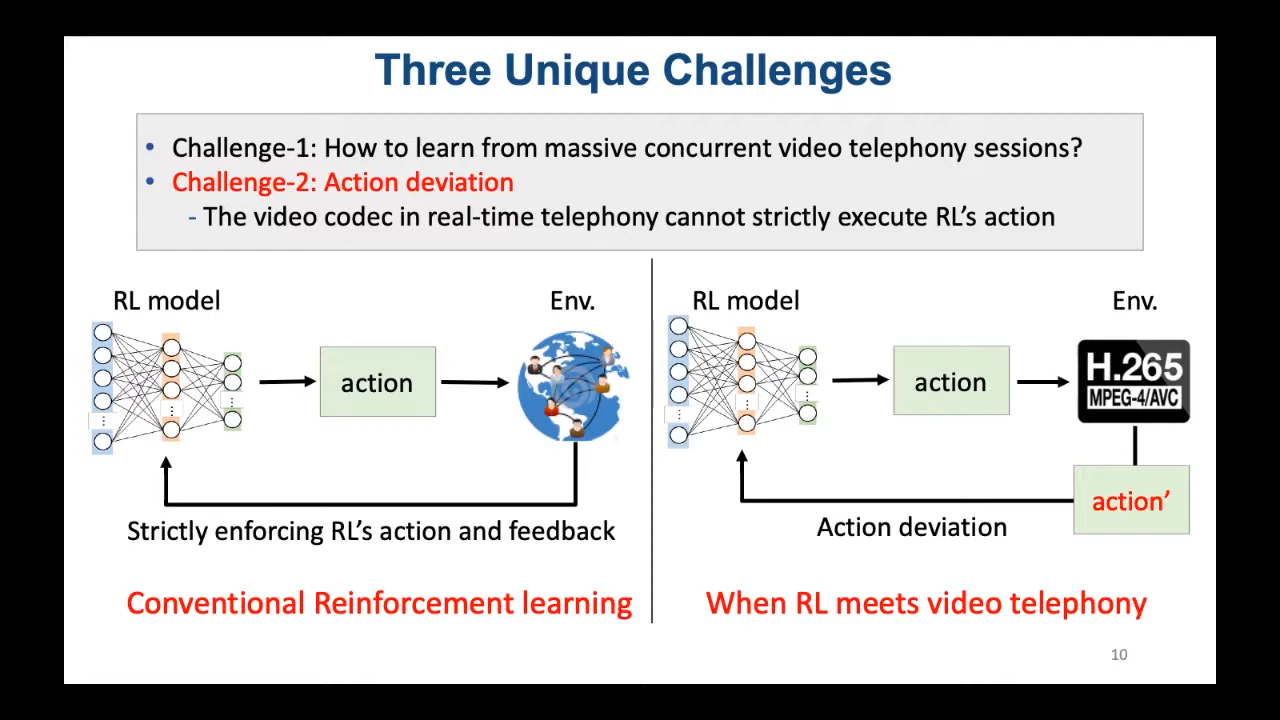 Three Unique Challenges
• Challenge-1: How to learn from massive concurrent video telephony sessions?
• Challenge-2: Action deviation
- The video codec in real-time telephony cannot strictly execute RL's action
RL model
Env.
action
Strictly enforcing RL's action and feedback
Conventional Reinforcement learning
RL model
Env.
action
H.265
MPEG-4/AVC
action'
Action deviation
When RL meets video telephony
10